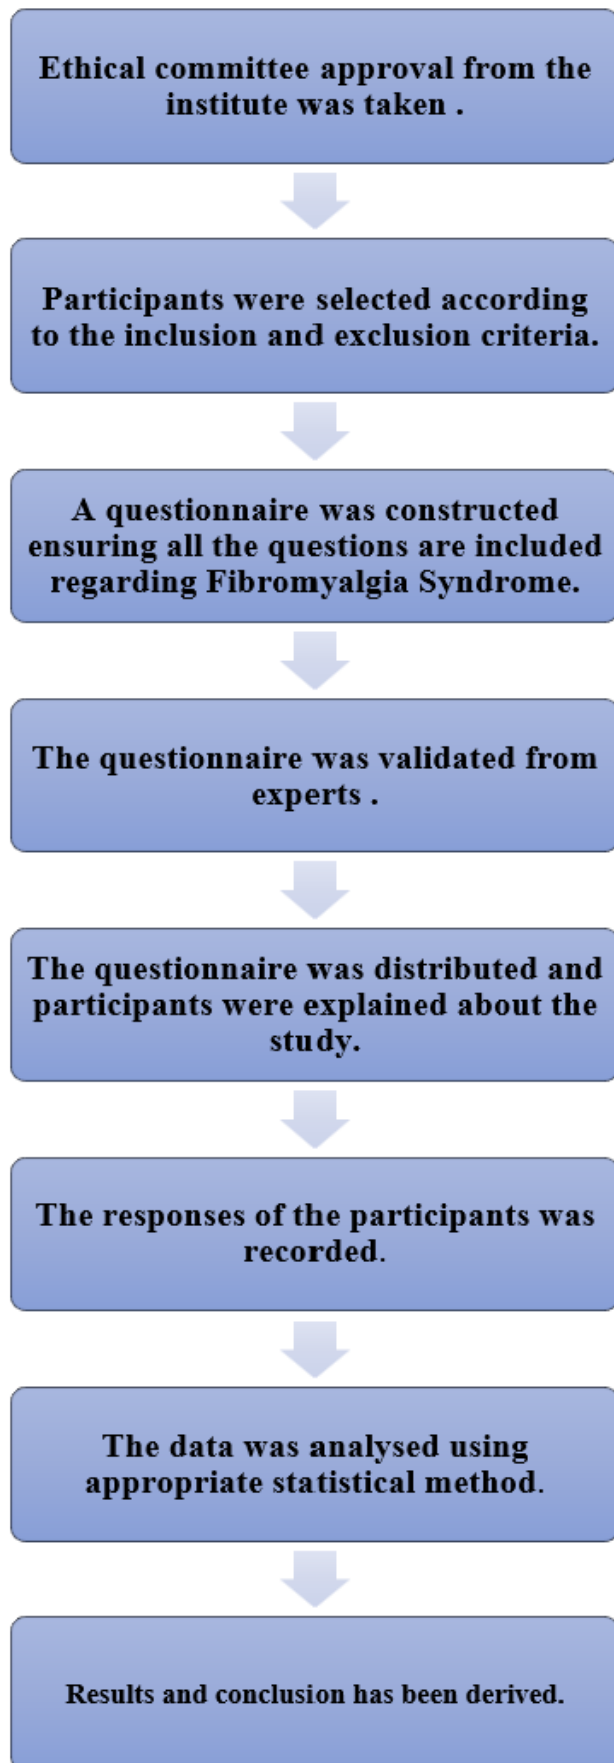 Ethical committee approval from the
institute was taken .
Participants were selected according
to the inclusion and exclusion criteria.
A questionnaire was constructed
ensuring all the questions are included
regarding Fibromyalgia Syndrome.
The questionnaire was validated from
experts .
The questionnaire was distributed and
participants were explained about the
study.
The responses of the participants was
recorded.
The data was analysed using
appropriate statistical method.
Results and conclusion has been derived.